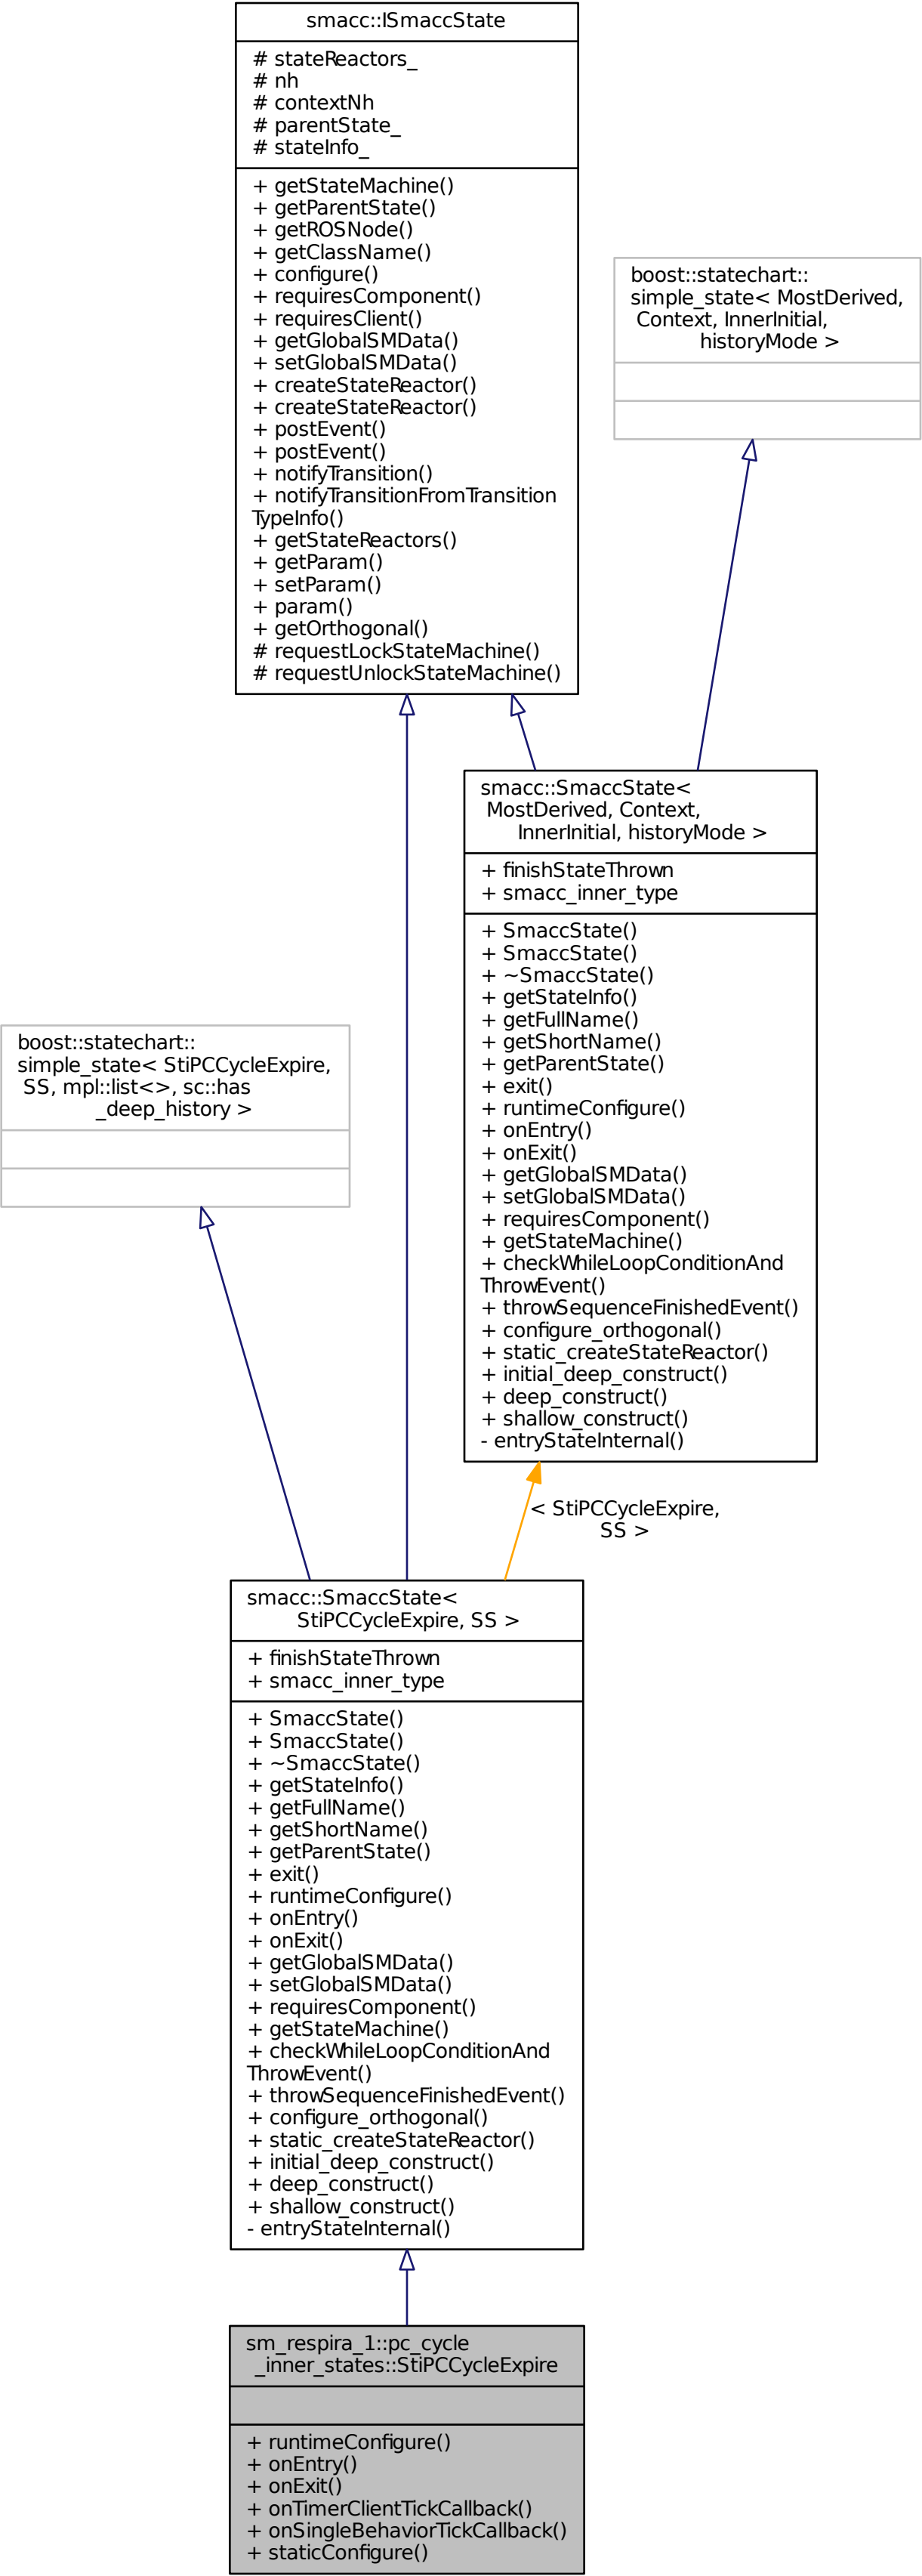 smacc::ISmaccState
# stateReactors_
# nh
# contextNh
# parentState_
# stateInfo_
+ getStateMachine()
+ getParentState()
+ getROSNode()
+ getClassName()
+ configure()
+ requiresComponent()
+ requiresClient()
+ getGlobalSMData()
+ setGlobalSMData()
+ createStateReactor()
+ createStateReactor()
+ postEvent()
+ postEvent()
+ notifyTransition()
+ notifyTransitionFromTransition
TypeInfo()
+ getStateReactors()
+ getParam()
+ setParam()
+ param()
+ getOrthogonal()
# requestLockStateMachine()
# requestUnlockStateMachine()
boost::statechart::
simple_state< MostDerived,
Context, InnerInitial,
historyMode >
smacc::SmaccState<
MostDerived, Context,
InnerInitial, historyMode >
+ finishStateThrown
+ smacc_inner_type
+ SmaccState()
+ SmaccState()
+ ~SmaccState()
+ getStateInfo()
+ getFullName()
+ getShortName()
+ getParentState()
+ exit()
+ runtimeConfigure()
+ onEntry()
+ onExit()
+ getGlobalSMData()
+ setGlobalSMData()
+ requiresComponent()
+ getStateMachine()
+ checkWhileLoopConditionAnd
ThrowEvent()
+ throwSequenceFinishedEvent()
+ configure_orthogonal()
+ static_createStateReactor()
+ initial_deep_construct()
+ deep_construct()
+ shallow_construct()
- entryStateInternal()
boost::statechart::
simple_state< StiPCCycleExpire,
SS, mpl::list<>, sc::has
_deep_history >
< StiPCCycleExpire,
SS >
smacc::SmaccState<
StiPCCycleExpire, SS >
+ finishStateThrown
+ smacc_inner_type
+ SmaccState()
+ SmaccState()
+ ~SmaccState()
+ getStateInfo()
+ getFullName()
+ getShortName()
+ getParentState()
+ exit()
+ runtimeConfigure()
+ onEntry()
+ onExit()
+ getGlobalSMData()
+ setGlobalSMData()
+ requiresComponent()
+ getStateMachine()
+ checkWhileLoopConditionAnd
ThrowEvent()
+ throwSequenceFinishedEvent()
+ configure_orthogonal()
+ static_createStateReactor()
+ initial_deep_construct()
+ deep_construct()
+ shallow_construct()
- entryStateInternal()
sm_respira_1::pc_cycle
_inner_states::StiPCCycleExpire
+ runtimeConfigure()
+ onEntry()
+ onExit()
+ onTimerClientTickCallback()
+ onSingleBehaviorTickCallback()
+ staticConfigure()